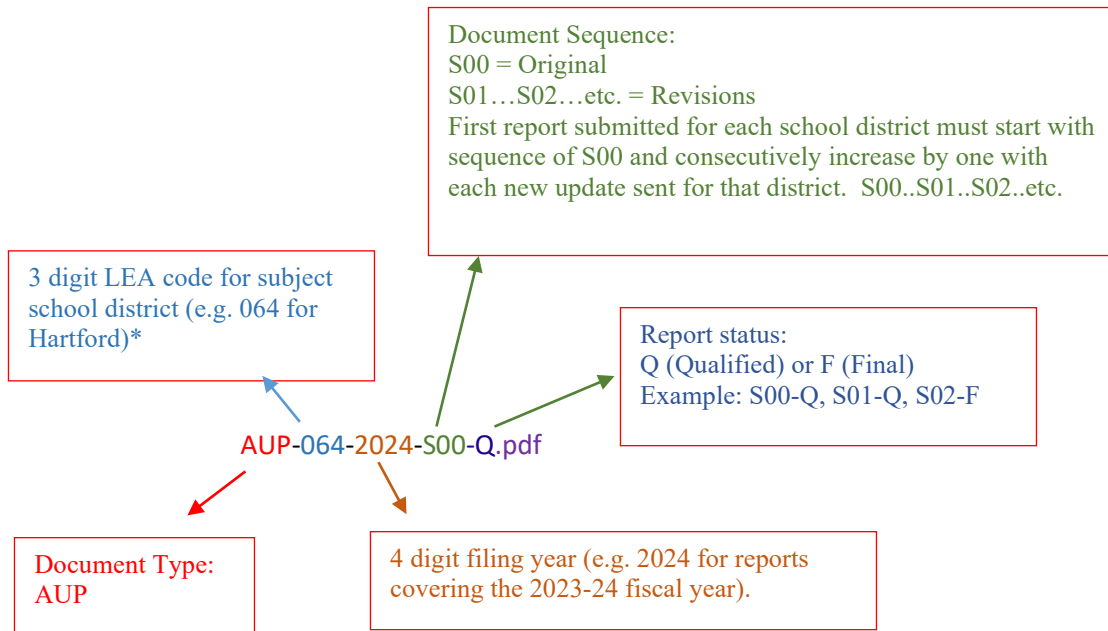 Document Sequence:
S00 = Original
S01…S02…etc. = Revisions
First report submitted for each school district must start with
sequence of S00 and consecutively increase by one with
each new update sent for that district.  S00..S01..S02..etc.
3 digit LEA code for subject
school district (e.g. 064 for
Hartford)*
Report status:
Q (Qualified) or F (Final)
Example: S00-Q, S01-Q, S02-F
AUP-064-2024-S00-Q.pdf
Document Type:
AUP
4 digit filing year (e.g. 2024 for reports
covering the 2023-24 fiscal year).